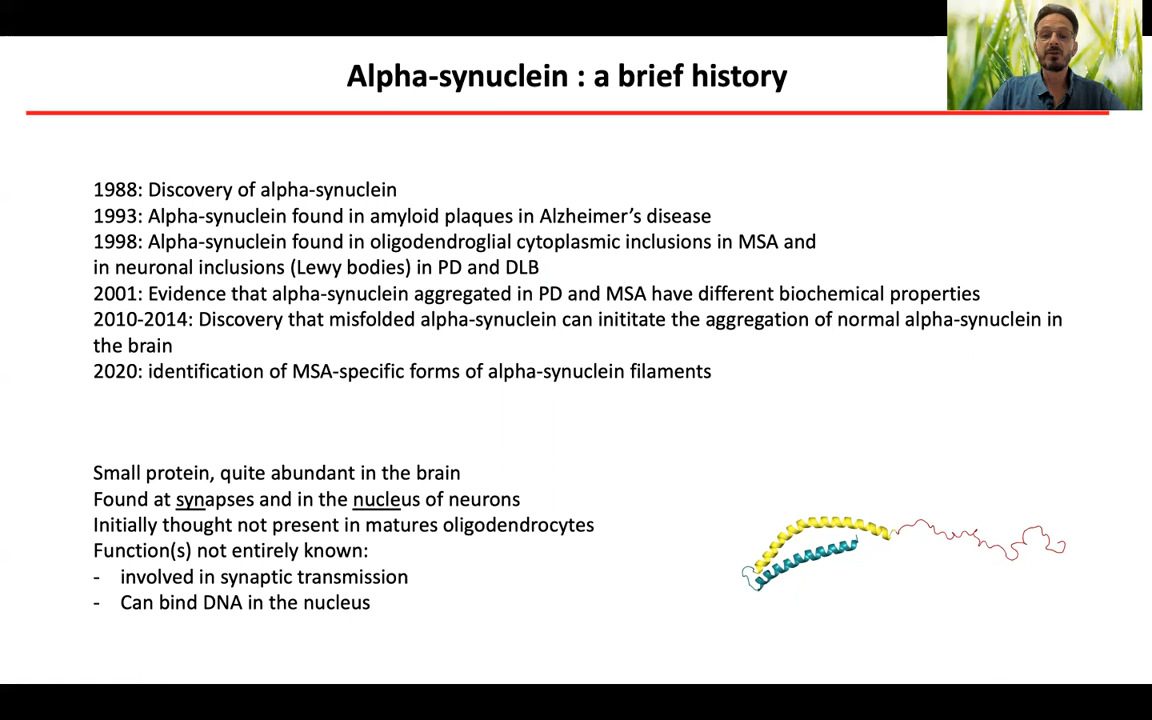 Alpha-synuclein : a brief history
1988: Discovery of alpha-synuclein
1993: Alpha-synuclein found in amyloid plaques in Alzheimer’s disease
1998: Alpha-synuclein found in oligodendroglial cytoplasmic inclusions in MSA and
in neuronal inclusions (Lewy bodies) in PD and DLB
2001: Evidence that alpha-synuclein aggregated in PD and MSA have different biochemical properties
2010-2014: Discovery that misfolded alpha-synuclein can inititate the aggregation of normal alpha-synuclein in
the brain
2020: identification of MSA-specific forms of alpha-synuclein filaments
Small protein, quite abundant in the brain
Found at synapses and in the nucleus of neurons
Initially thought not present in matures oligodendrocytes
Function(s) not entirely known:
- involved in synaptic transmission
- Can bind DNA in the nucleus